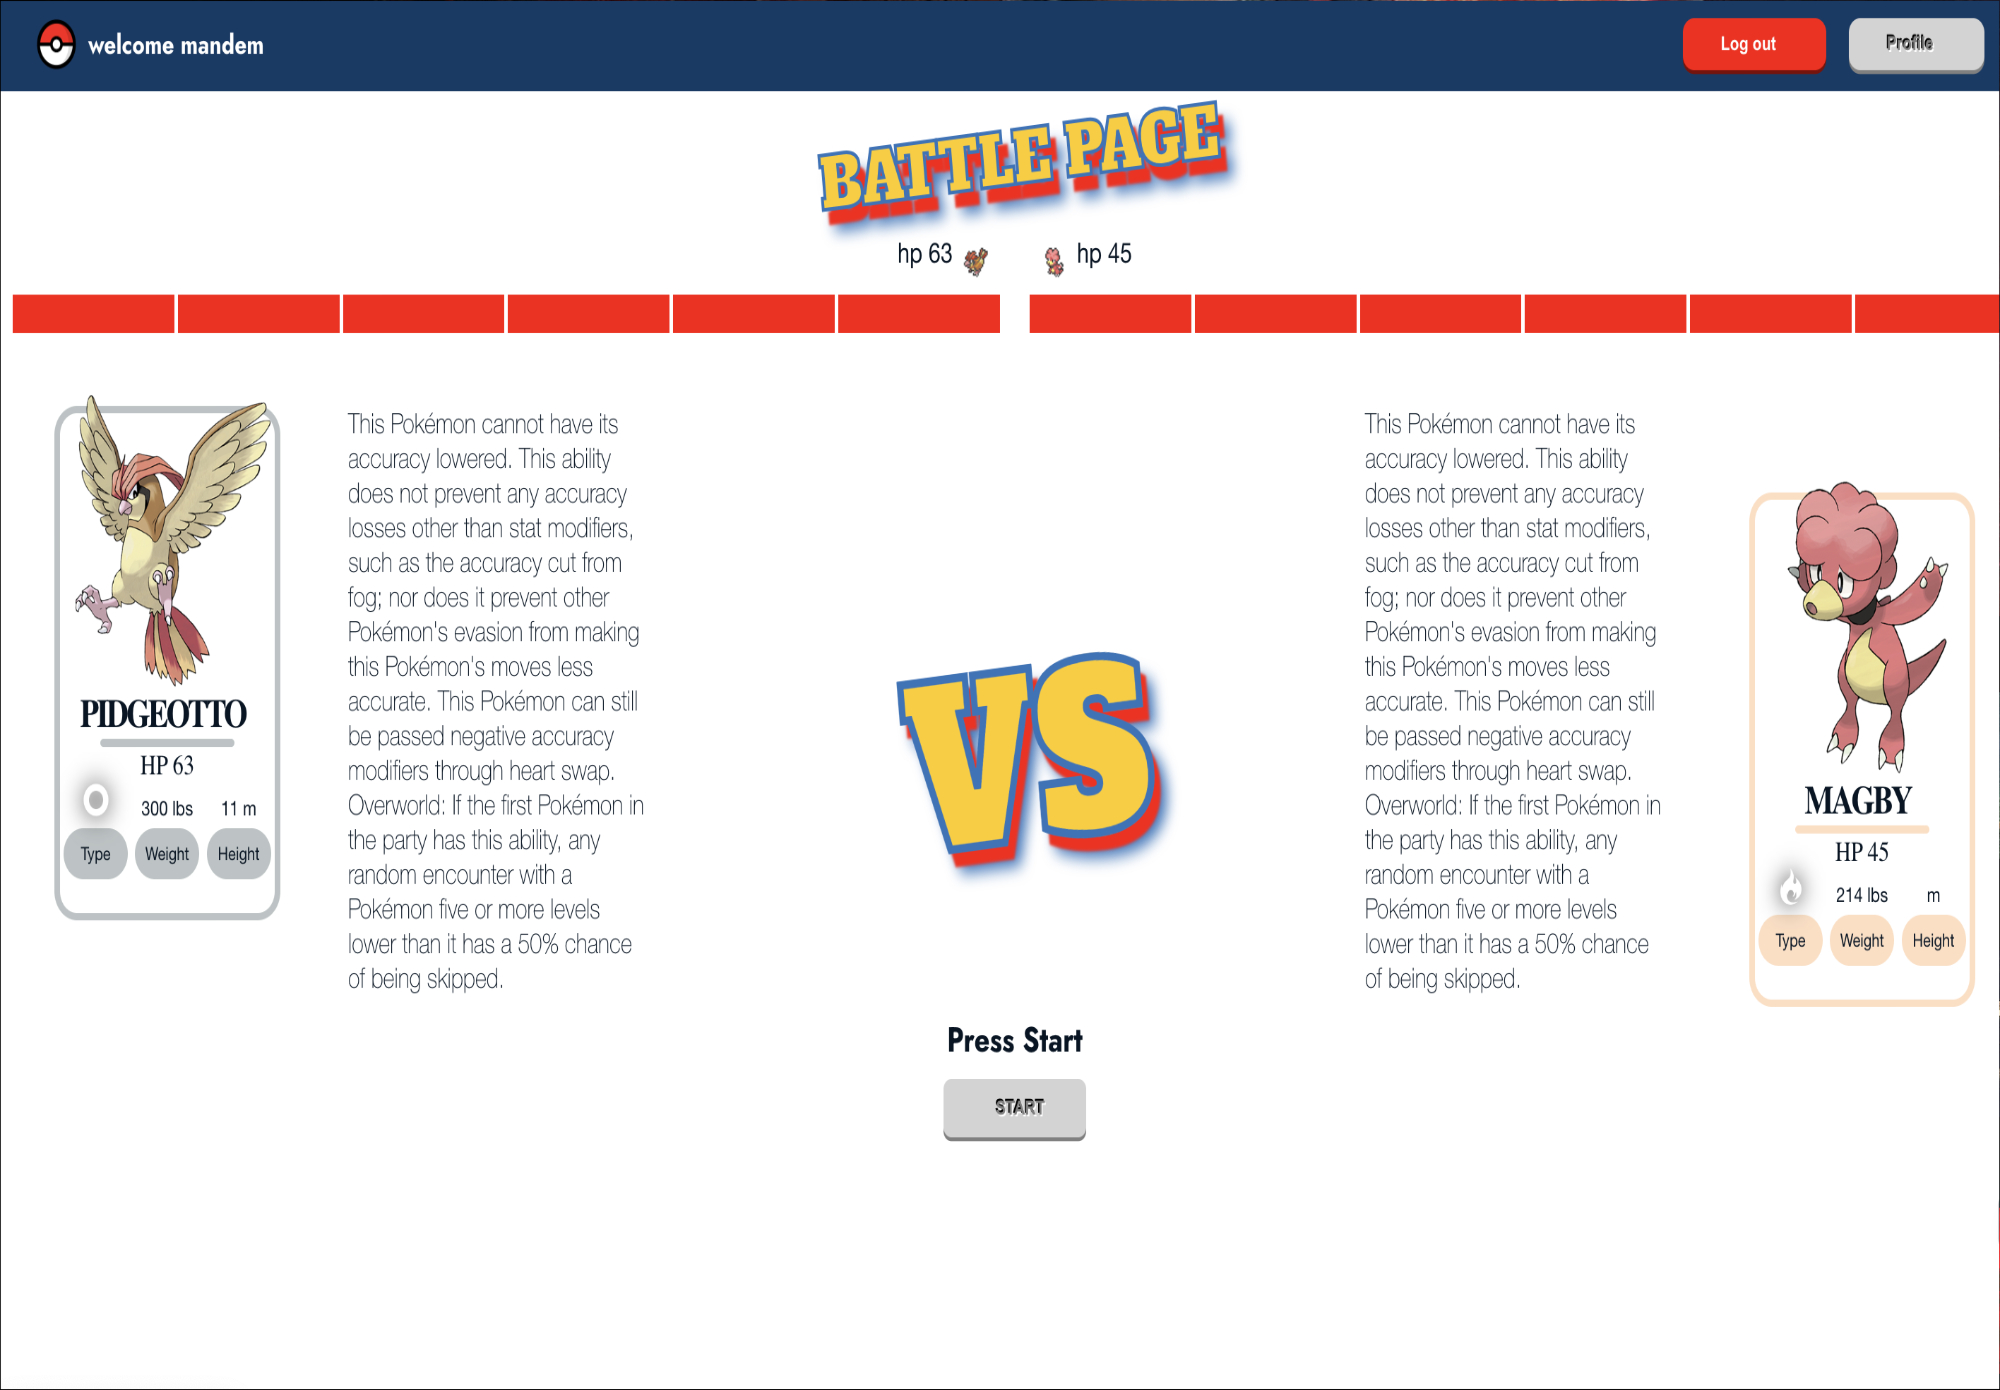 welcome mandem
Log out
Profile
BATTLE PAGE
hp 63
hp 45
PIDGEOTTO
HP 63
300 lbs
11 m
Type
Weight
Height
This Pokémon cannot have its
accuracy lowered. This ability
does not prevent any accuracy
losses other than stat modifiers,
such as the accuracy cut from
fog; nor does it prevent other
Pokémon's evasion from making
this Pokémon's moves less
accurate. This Pokémon can still
be passed negative accuracy
modifiers through heart swap.
Overworld: If the first Pokémon in
the party has this ability, any
random encounter with a
Pokémon five or more levels
lower than it has a 50% chance
of being skipped.
VS
This Pokémon cannot have its
accuracy lowered. This ability
does not prevent any accuracy
losses other than stat modifiers,
such as the accuracy cut from
fog; nor does it prevent other
Pokémon's evasion from making
this Pokémon's moves less
accurate. This Pokémon can still
be passed negative accuracy
modifiers through heart swap.
Overworld: If the first Pokémon in
the party has this ability, any
random encounter with a
Pokémon five or more levels
lower than it has a 50% chance
of being skipped.
MAGBY
HP 45
214 lbs
m
Type
Weight
Height
Press Start
START